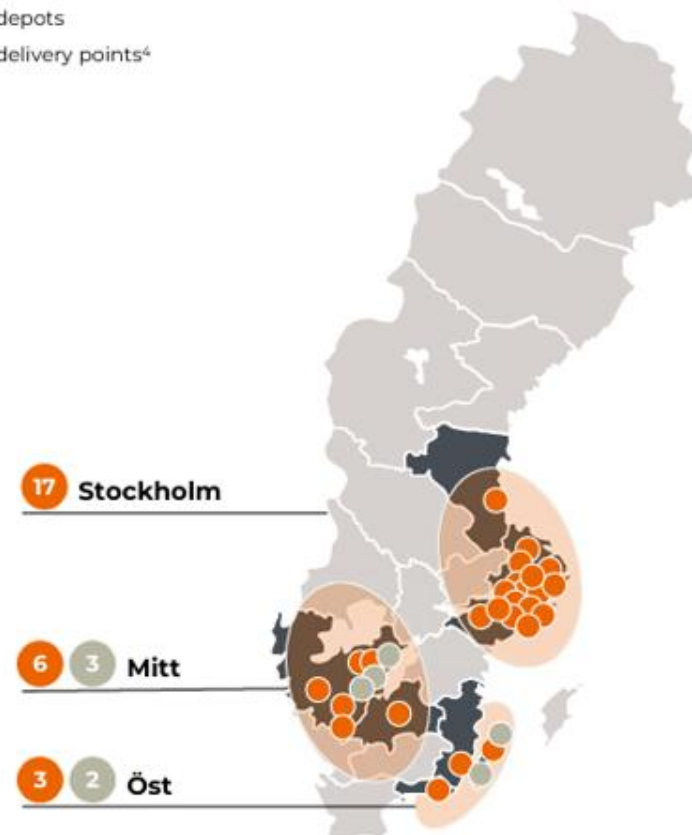 depots
delivery points⁴
17 Stockholm
6 3 Mitt
3 2 Öst